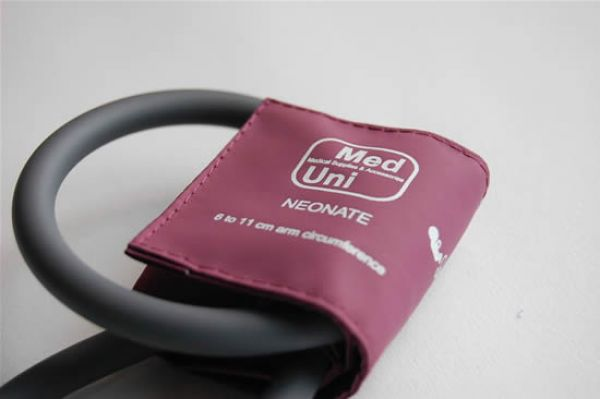 Med
Medical Supplies & Accessories
Uni
NEONATE
6 to 11 cm arm circumference